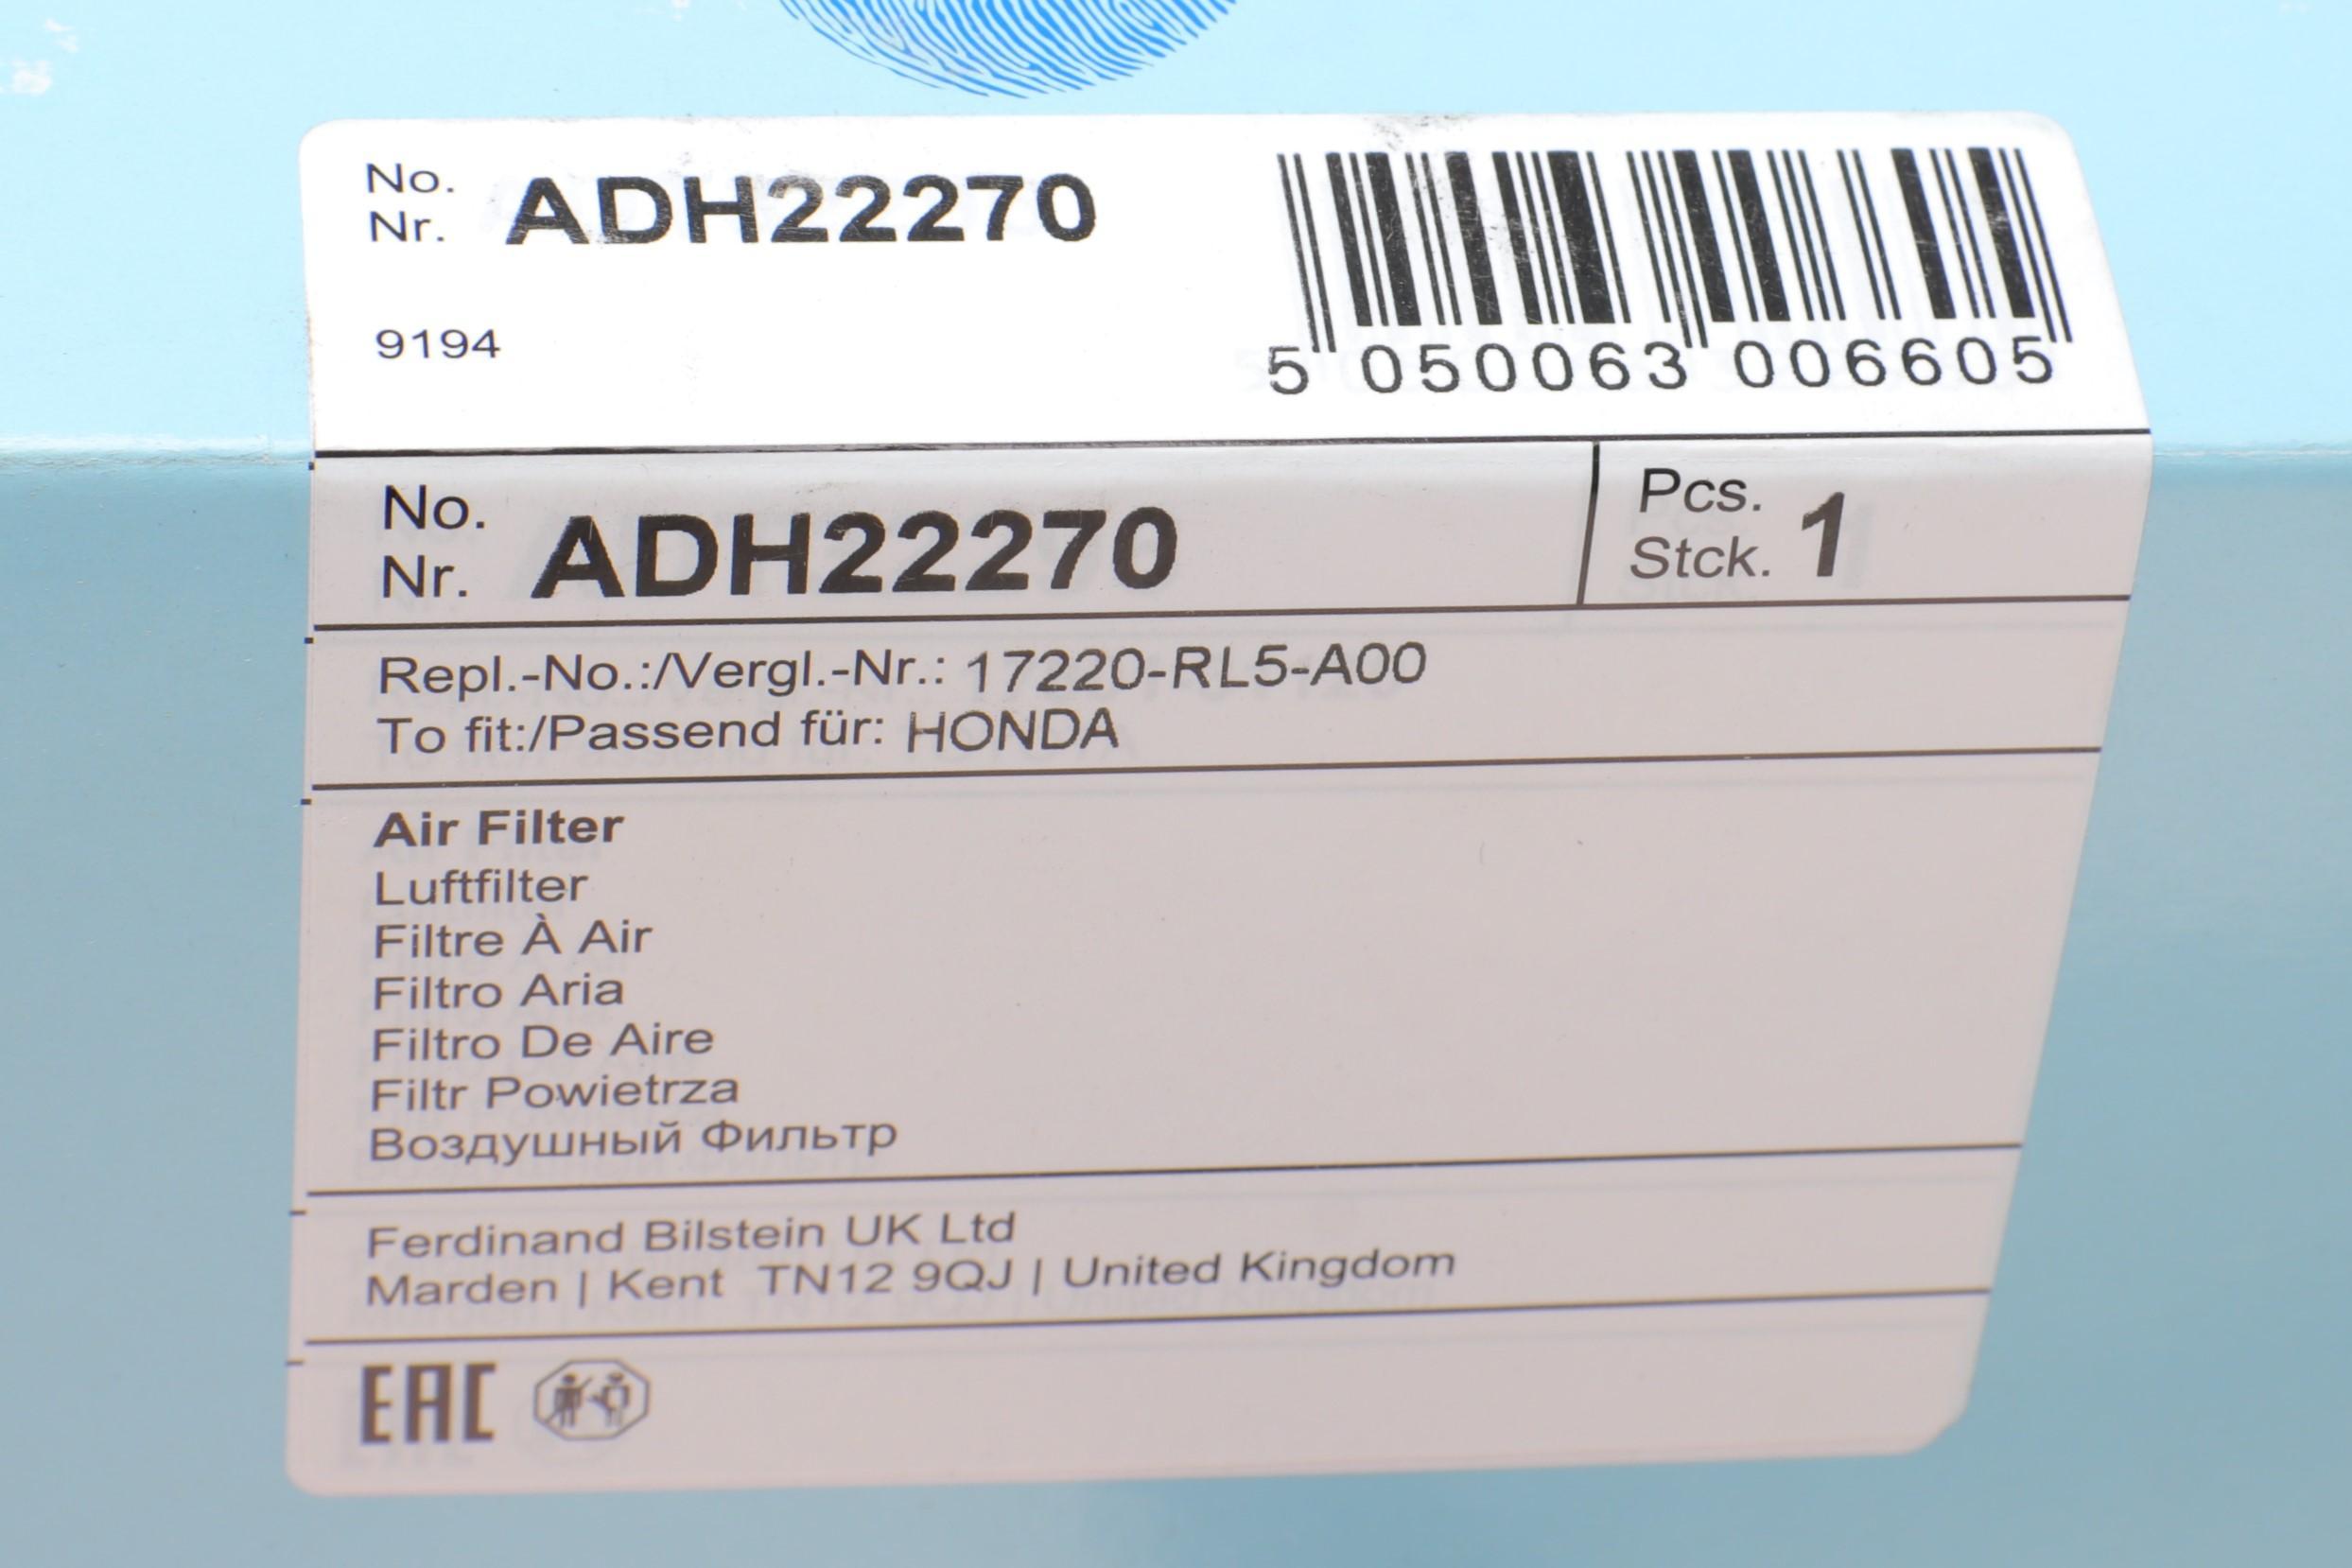 No.
Nr. ADH22270
9194
5 050063 006605
No.
Nr. ADH22270
Pcs.
Stck. 1
Repl.-No.:/Vergl.-Nr.: 17220-RL5-A00
To fit:/Passend für: HONDA
Air Filter
Luftfilter
Filtre À Air
Filtro Aria
Filtro De Aire
Filtr Powietrza
Воздушный Фильтр
Ferdinand Bilstein UK Ltd
Marden | Kent TN12 9QJ | United Kingdom
EAC